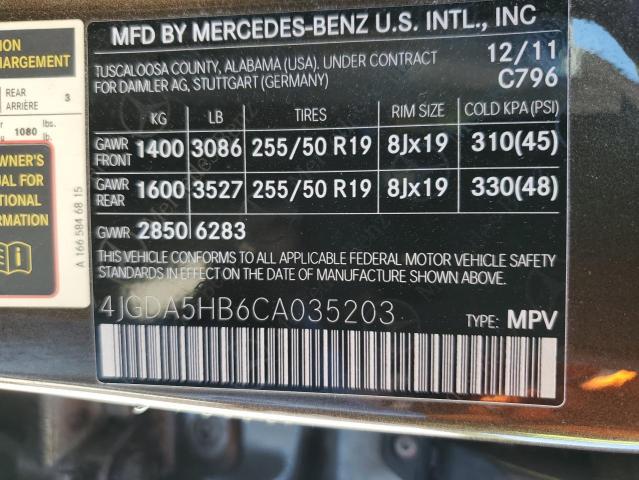 ION
HARGEMENT
REAR
ARRIÈRE 3
1080 lbs.
lb.
WNER'S
UAL FOR
TIONAL
RMATION
A 166 584 68 15
MFD BY MERCEDES-BENZ U.S. INTL., INC
TUSCALOOSA COUNTY, ALABAMA (USA). UNDER CONTRACT 12/11
FOR DAIMLER AG, STUTTGART (GERMANY) C796
KG LB TIRES RIM SIZE COLD KPA(PSI)
GAWR FRONT 1400 3086 255/50 R19 8Jx19 310(45)
GAWR REAR 1600 3527 255/50 R19 8Jx19 330(48)
GVWR 2850 6283
THIS VEHICLE CONFORMS TO ALL APPLICABLE FEDERAL MOTOR VEHICLE SAFETY
STANDARDS IN EFFECT ON THE DATE OF MANUFACTURE SHOWN ABOVE.
4JGDA5HB6CA035203 TYPE: MPV